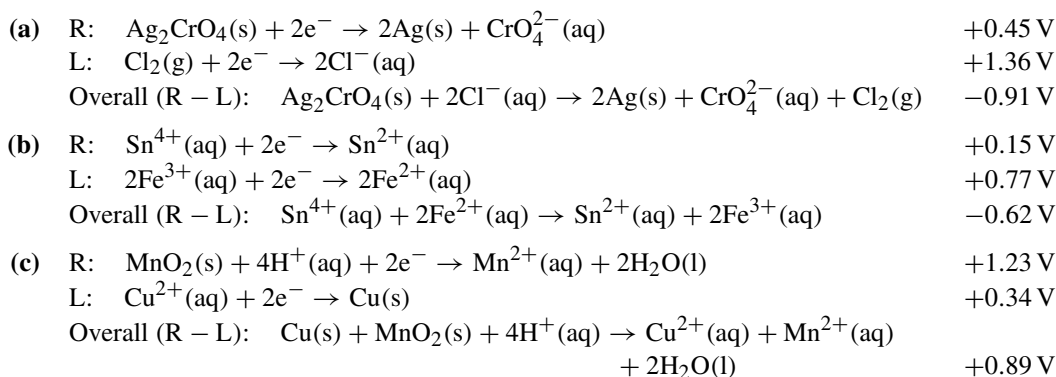 (a) R: Ag₂CrO₄(s) + 2e⁻ → 2Ag(s) + CrO₄²⁻(aq) +0.45 V
L: Cl₂(g) + 2e⁻ → 2Cl⁻(aq) +1.36 V
Overall (R − L): Ag₂CrO₄(s) + 2Cl⁻(aq) → 2Ag(s) + CrO₄²⁻(aq) + Cl₂(g) −0.91 V
(b) R: Sn⁴⁺(aq) + 2e⁻ → Sn²⁺(aq) +0.15 V
L: 2Fe³⁺(aq) + 2e⁻ → 2Fe²⁺(aq) +0.77 V
Overall (R − L): Sn⁴⁺(aq) + 2Fe²⁺(aq) → Sn²⁺(aq) + 2Fe³⁺(aq) −0.62 V
(c) R: MnO₂(s) + 4H⁺(aq) + 2e⁻ → Mn²⁺(aq) + 2H₂O(l) +1.23 V
L: Cu²⁺(aq) + 2e⁻ → Cu(s) +0.34 V
Overall (R − L): Cu(s) + MnO₂(s) + 4H⁺(aq) → Cu²⁺(aq) + Mn²⁺(aq)
+ 2H₂O(l) +0.89 V